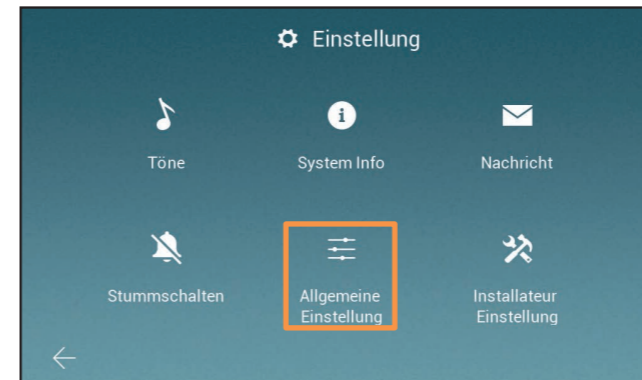 Einstellung
Töne
System Info
Nachricht
Stummschalten
Allgemeine
Einstellung
Installateur
Einstellung